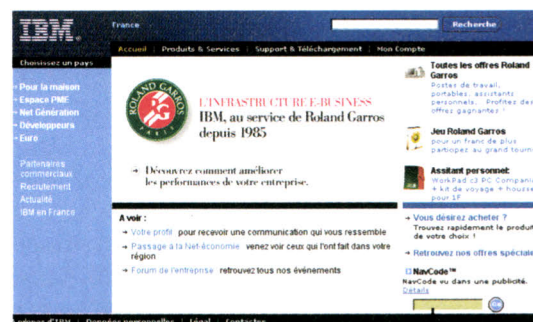 IBM.
France
Recherche
Accueil | Produits & Services | Support & Téléchargement | Mon Compte
Choisissez un pays
Pour la maison
Espace PME
Net Génération
Développeurs
Euro
Partenaires
commerciaux
Recrutement
Actualité
IBM en France
ROLAND GARROS
PARIS
L'INFRASTRUCTURE E-BUSINESS
IBM, au service de Roland Garros
depuis 1985
→ Découvrez comment améliorer
les performances de votre entreprise.
A voir :
→ Votre profil pour recevoir une communication qui vous ressemble
→ Passage à la Net-économie venez voir ceux qui l'ont fait dans votre
région
→ Forum de l'entreprise retrouvez tous nos événements
Toutes les offres Roland
Garros
Postes de travail,
portables, assistants
personnels. Profitez des
offres gagnantes !
Jeu Roland Garros
pour un franc de plus
participez au grand tourn
Assitant personnel:
WorkPad c3 PC Compani
+ kit de voyage + housse
pour 1F
→ Vous désirez acheter ?
Trouvez rapidement le produit
de votre choix !
→ Retrouvez nos offres spéciale
NavCode™
NavCode vu dans une publicité.
Détails
d'IBM | Données personnelles | Légal | Contacter